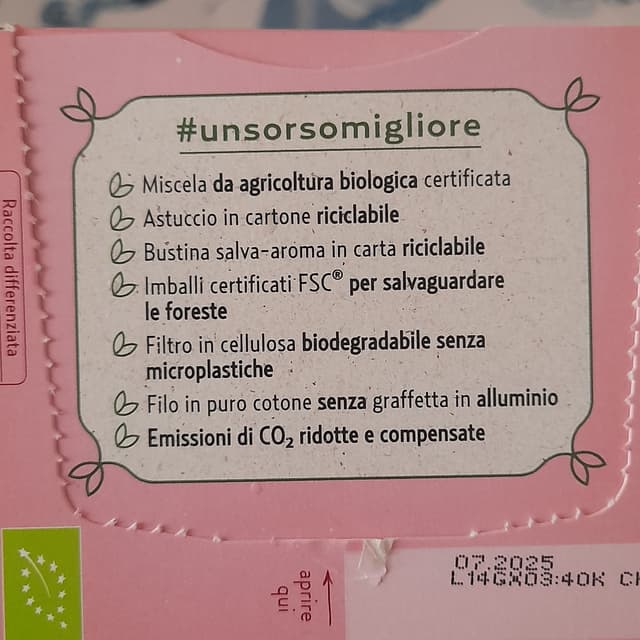 #unsorsomigliore
Miscela da agricoltura biologica certificata
Astuccio in cartone riciclabile
Bustina salva-aroma in carta riciclabile
Imballi certificati FSC® per salvaguardare
le foreste
Filtro in cellulosa biodegradabile senza
microplastiche
Filo in puro cotone senza graffetta in alluminio
Emissioni di CO₂ ridotte e compensate
Raccolta differenziata
aprire
qui
07.2025
L14GX03:40K